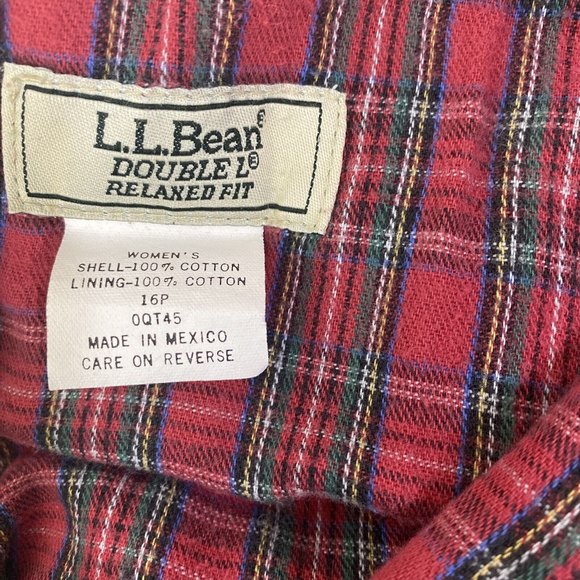 L.L.Bean®
DOUBLE L®
RELAXED FIT
WOMEN'S
SHELL-100% COTTON
LINING-100% COTTON
16P
0QT45
MADE IN MEXICO
CARE ON REVERSE